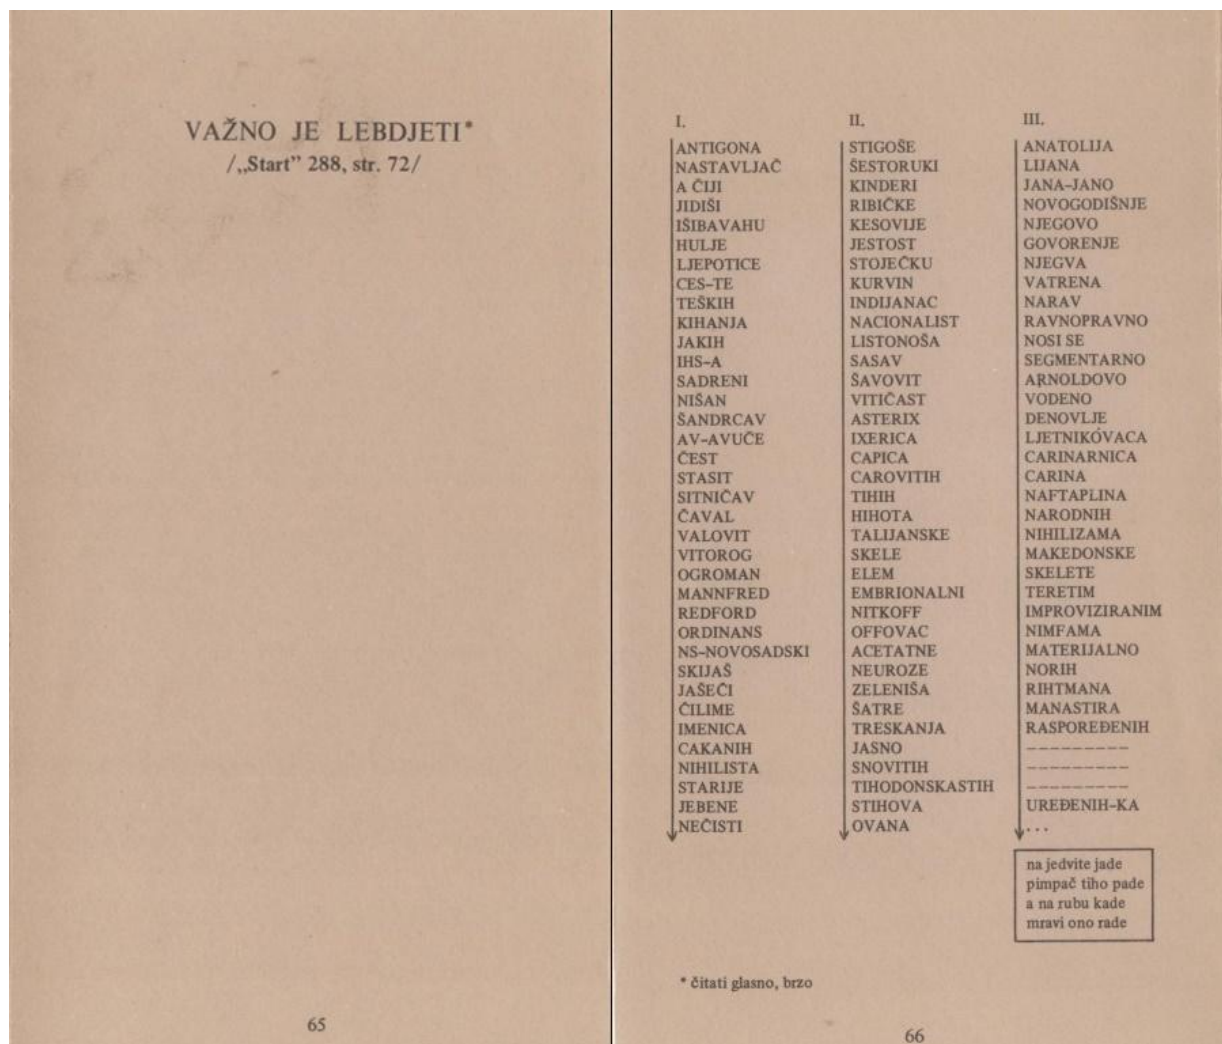 VAŽNO JE LEBDJETI*
/„Start” 288, str. 72/
65
I.
ANTIGONA
NASTAVLJAČ
A ČIJI
JIDIŠI
IŠIBAVAHU
HULJE
LJEPOTICE
CES–TE
TEŠKIH
KIHANJA
JAKIH
IHS–A
SADRENI
NIŠAN
ŠANDRCAV
AV–AVUČE
ČEST
STASIT
SITNIČAV
ČAVAL
VALOVIT
VITOROG
OGROMAN
MANNFRED
REDFORD
ORDINANS
NS–NOVOSADSKI
SKIJAŠ
JAŠEĆI
ĆILIME
IMENICA
CAKANIH
NIHILISTA
STARIJE
JEBENE
NEČISTI
II.
STIGOŠE
ŠESTORUKI
KINDERI
RIBIČKE
KESOVIJE
JESTOST
STOJEĆKU
KURVIN
INDIJANAC
NACIONALIST
LISTONOŠA
SASAV
ŠAVOVIT
VITIČAST
ASTERIX
IXERICA
CAPICA
CAROVITIH
TIHIH
HIHOTA
TALIJANSKE
SKELE
ELEM
EMBRIONALNI
NITKOFF
OFFOVAC
ACETATNE
NEUROZE
ZELENIŠA
ŠATRE
TRESKANJA
JASNO
SNOVITIH
TIHODONSKASTIH
STIHOVA
OVANA
III.
ANATOLIJA
LIJANA
JANA–JANO
NOVOGODIŠNJE
NJEGOVO
GOVORENJE
NJEGVA
VATRENA
NARAV
RAVNOPRAVNO
NOSI SE
SEGMENTARNO
ARNOLDOVO
VODENO
DENOVLJE
LJETNIKÓVACA
CARINARNICA
CARINA
NAFTAPLINA
NARODNIH
NIHILIZAMA
MAKEDONSKE
SKELETE
TERETIM
IMPROVIZIRANIM
NIMFAMA
MATERIJALNO
NORIH
RIHTMANA
MANASTIRA
RASPOREĐENIH
–––––––––
–––––––––
–––––––––
UREĐENIH–KA
...
na jedvite jade
pimpač tiho pade
a na rubu kade
mravi ono rade
* čitati glasno, brzo
66